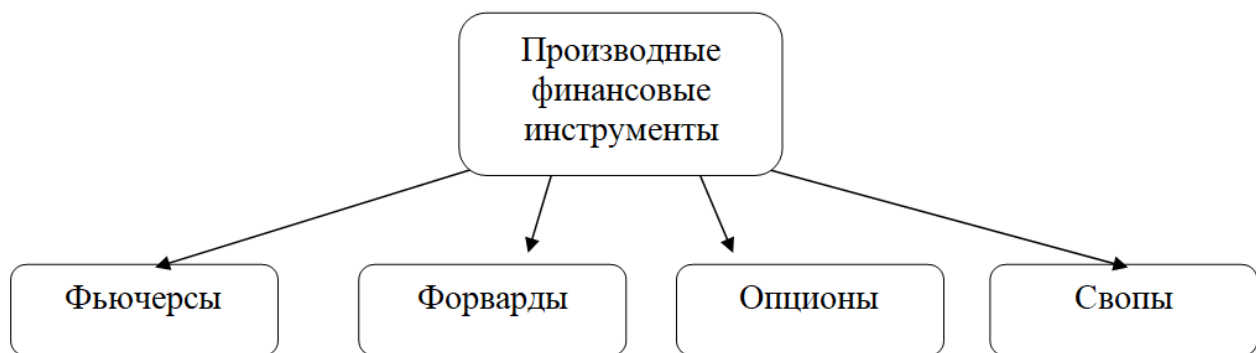 Производные
финансовые
инструменты
Фьючерсы
Форварды
Опционы
Свопы